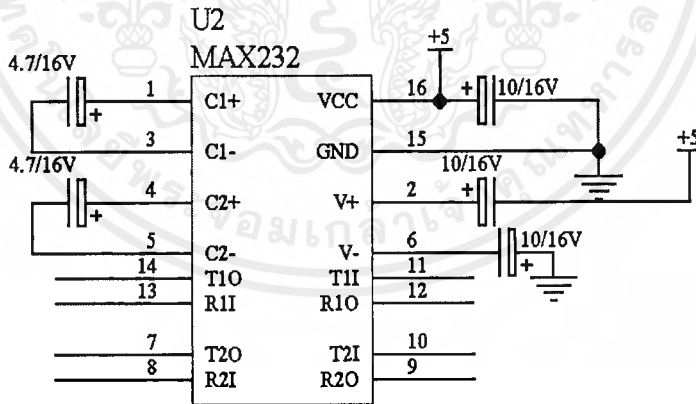 U2
MAX232
4.7/16V
1
C1+
+
3
C1-
4.7/16V
4
C2+
+
5
C2-
14
T1O
13
R1I
7
T2O
8
R2I
+5
VCC
16
+
10/16V
GND
15
+5
10/16V
V+
2
+
V-
6
10/16V
+
T1I
11
R1O
12
T2I
10
R2O
9